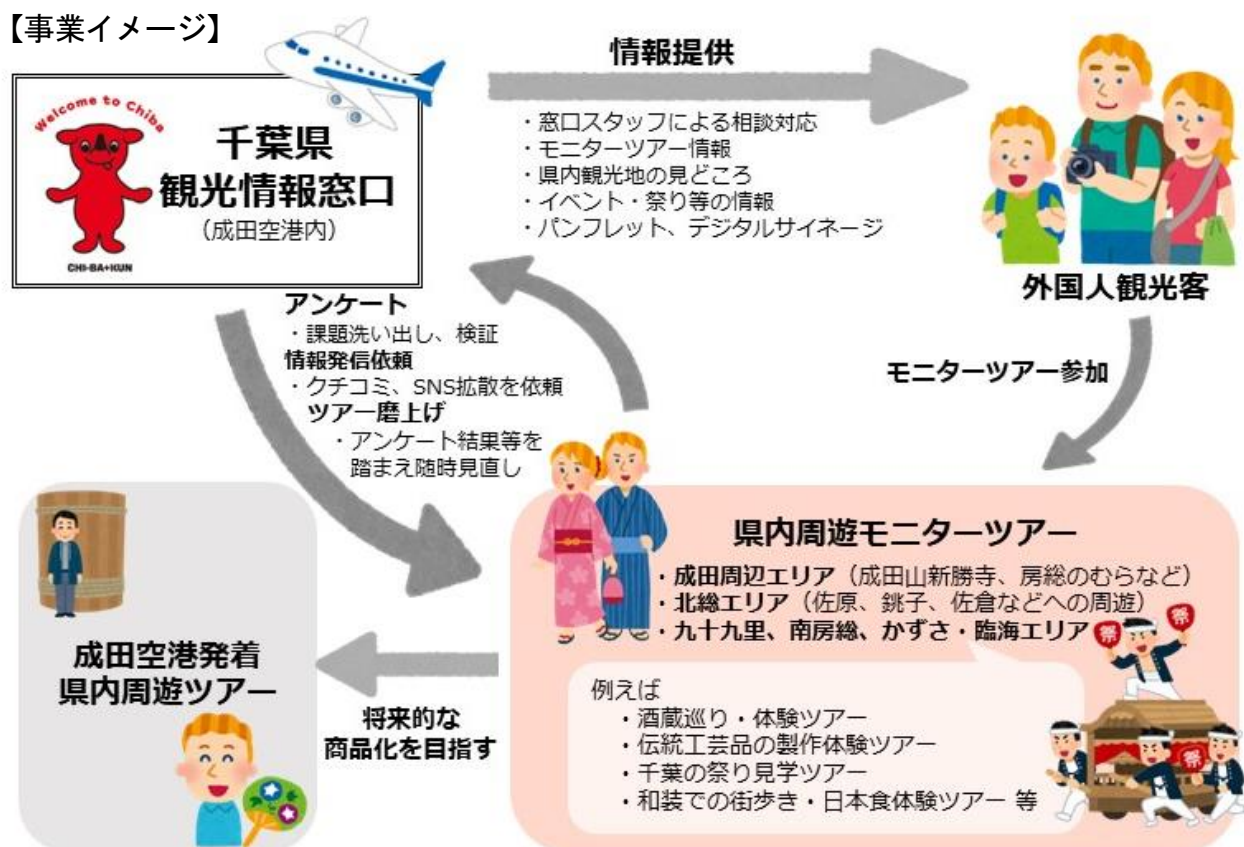 【事業イメージ】
Welcome to Chiba
CHI-BA+KUN
千葉県
観光情報窓口
(成田空港内)
情報提供
・窓口スタッフによる相談対応
・モニターツアー情報
・県内観光地の見どころ
・イベント・祭り等の情報
・パンフレット、デジタルサイネージ
外国人観光客
アンケート
・課題洗い出し、検証
情報発信依頼
・クチコミ、SNS拡散を依頼
ツアー磨上げ
・アンケート結果等を
踏まえ随時見直し
モニターツアー参加
県内周遊モニターツアー
・成田周辺エリア（成田山新勝寺、房総のむらなど）
・北総エリア（佐原、銚子、佐倉などへの周遊）
・九十九里、南房総、かずさ・臨海エリア
例えば
・酒蔵巡り・体験ツアー
・伝統工芸品の製作体験ツアー
・千葉の祭り見学ツアー
・和装での街歩き・日本食体験ツアー 等
祭
祭
祭
将来的な
商品化を目指す
成田空港発着
県内周遊ツアー